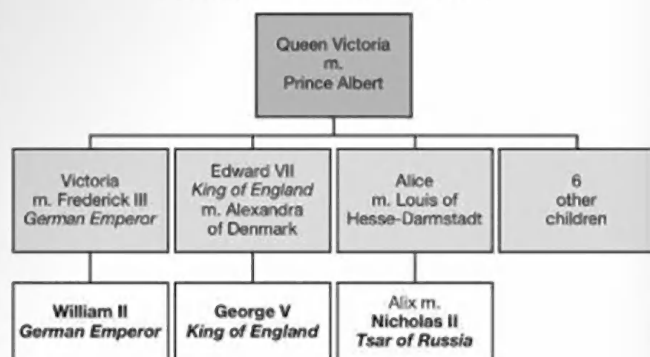 Queen Victoria
m.
Prince Albert
Victoria
m. Frederick III
German Emperor
Edward VII
King of England
m. Alexandra
of Denmark
Alice
m. Louis of
Hesse-Darmstadt
6
other
children
William II
German Emperor
George V
King of England
Alix m.
Nicholas II
Tsar of Russia